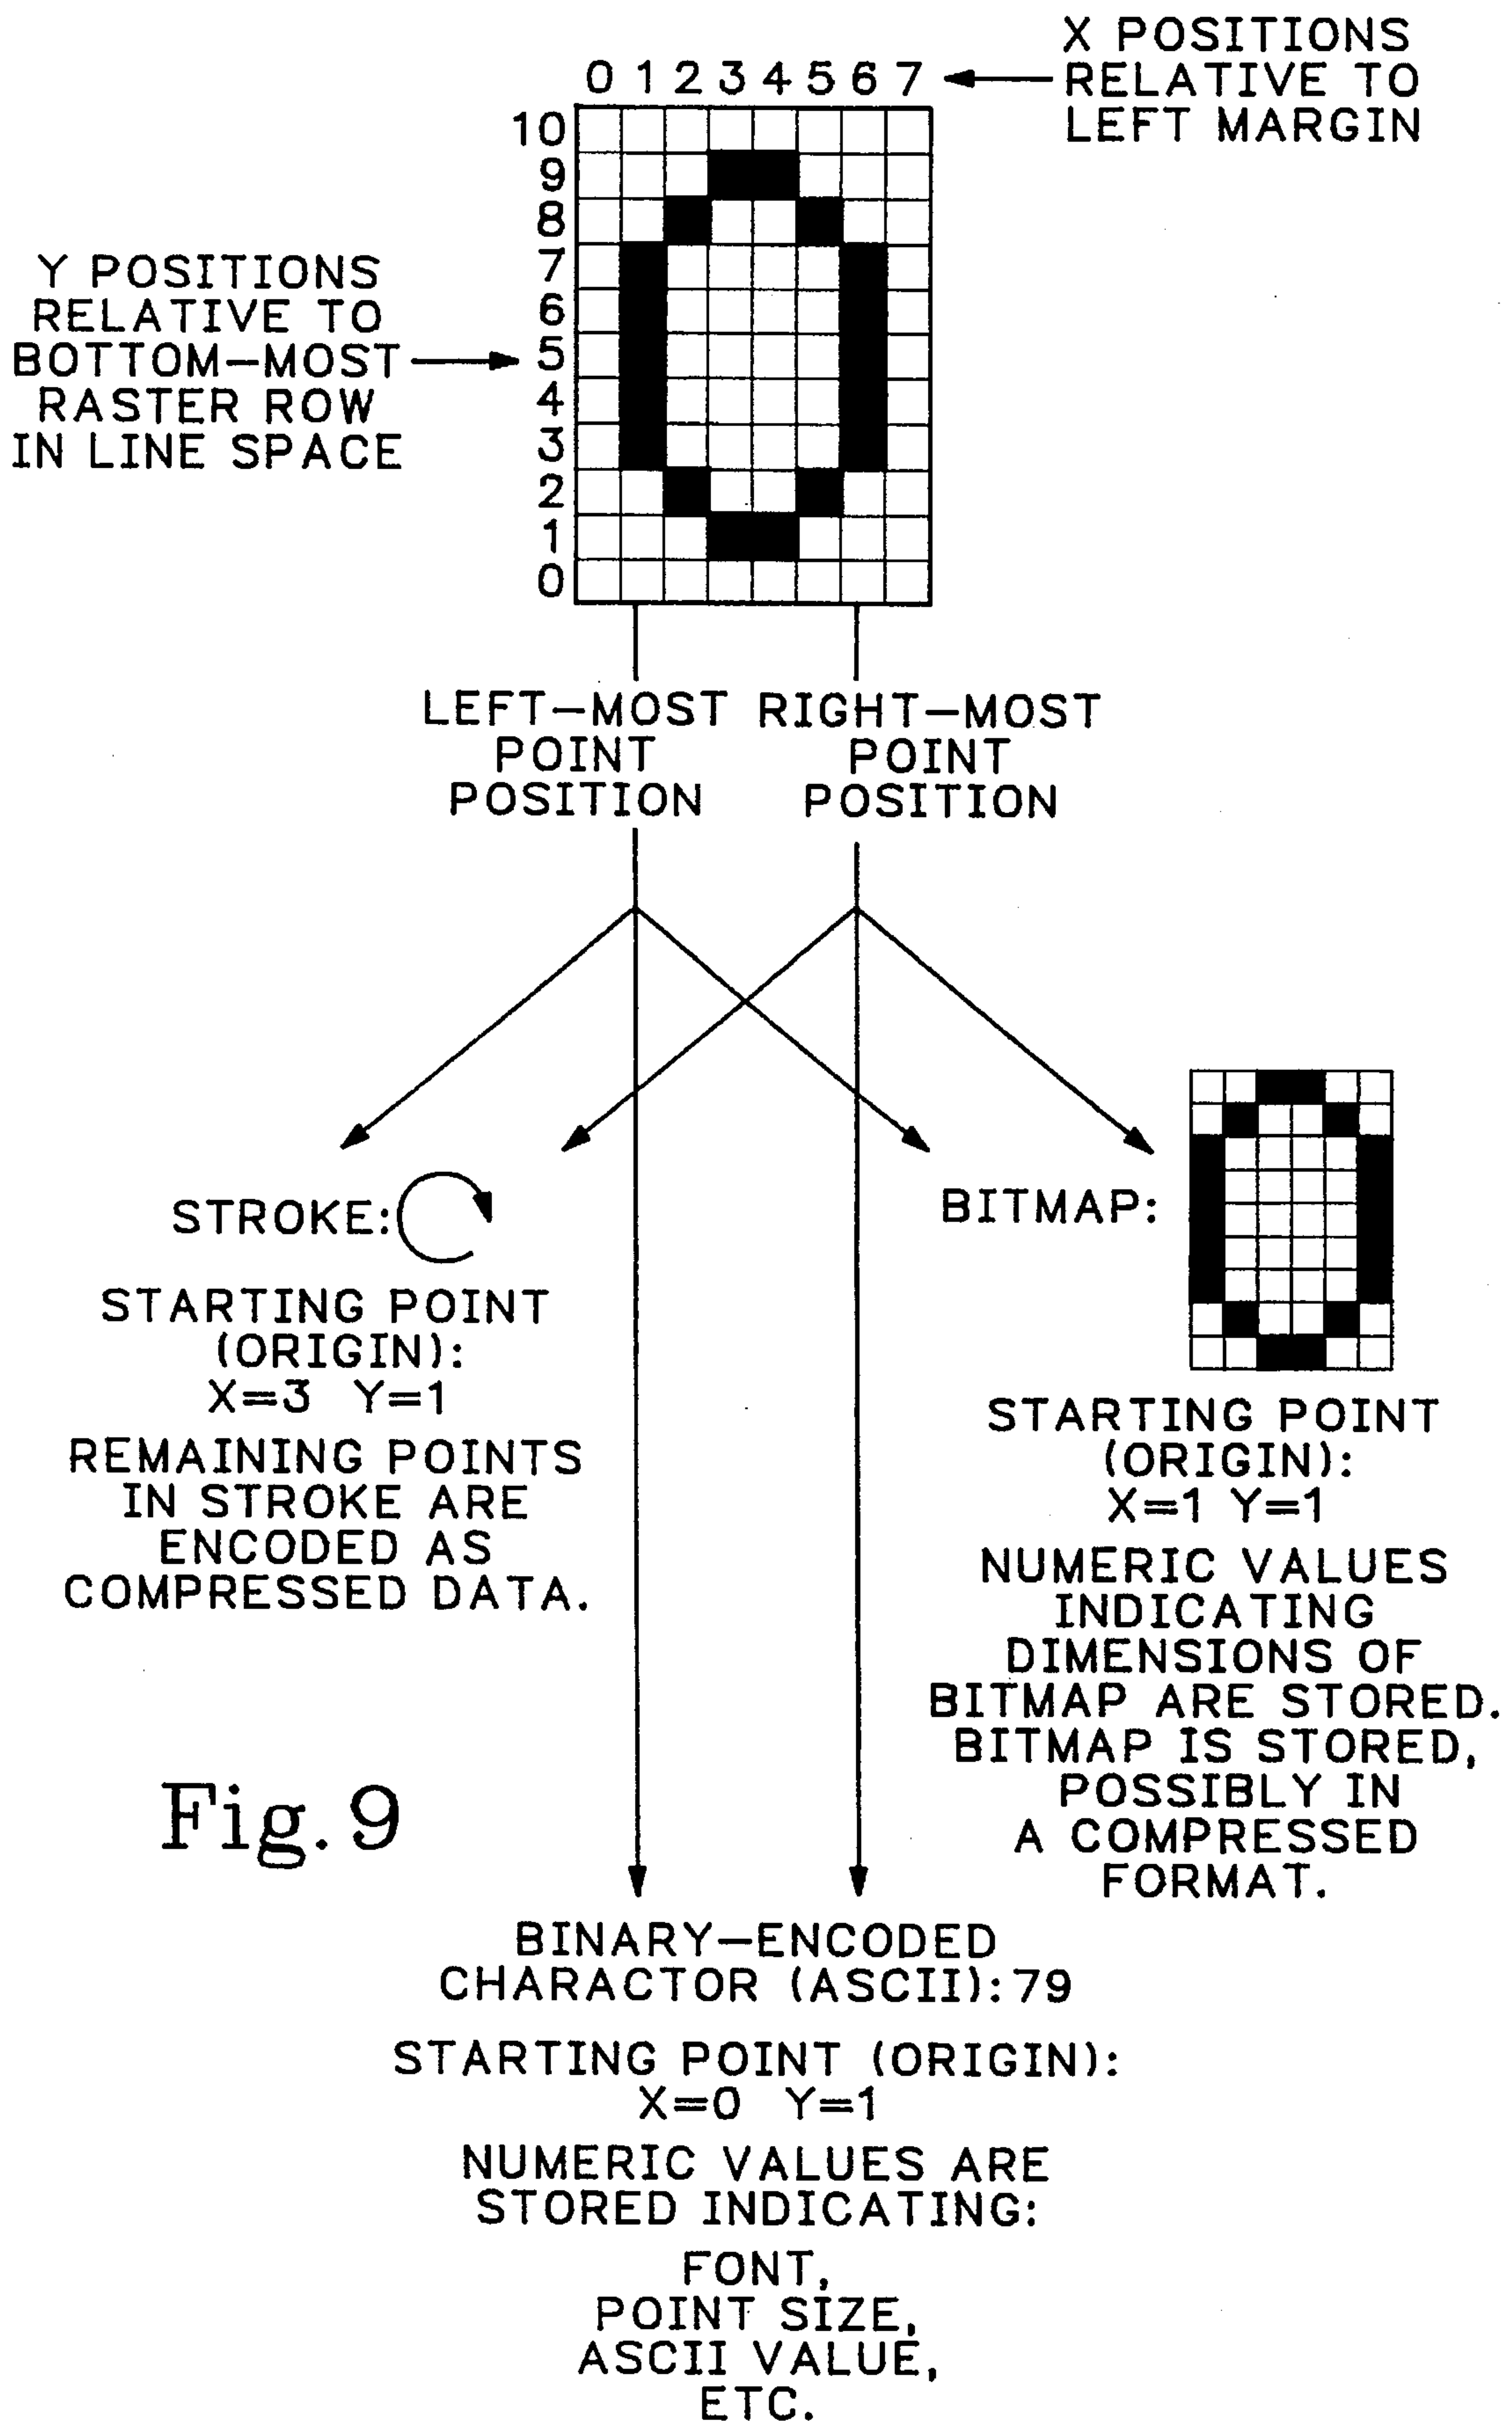 X POSITIONS
RELATIVE TO
LEFT MARGIN
0 1 2 3 4 5 6 7
10
9
8
7
6
5
4
3
2
1
0
Y POSITIONS
RELATIVE TO
BOTTOM-MOST
RASTER ROW
IN LINE SPACE
LEFT-MOST
POINT
POSITION
RIGHT-MOST
POINT
POSITION
STROKE:
STARTING POINT
(ORIGIN):
X=3 Y=1
REMAINING POINTS
IN STROKE ARE
ENCODED AS
COMPRESSED DATA.
BITMAP:
STARTING POINT
(ORIGIN):
X=1 Y=1
NUMERIC VALUES
INDICATING
DIMENSIONS OF
BITMAP ARE STORED.
BITMAP IS STORED,
POSSIBLY IN
A COMPRESSED
FORMAT.
Fig. 9
BINARY-ENCODED
CHARACTOR (ASCII): 79
STARTING POINT (ORIGIN):
X=0 Y=1
NUMERIC VALUES ARE
STORED INDICATING:
FONT,
POINT SIZE,
ASCII VALUE,
ETC.